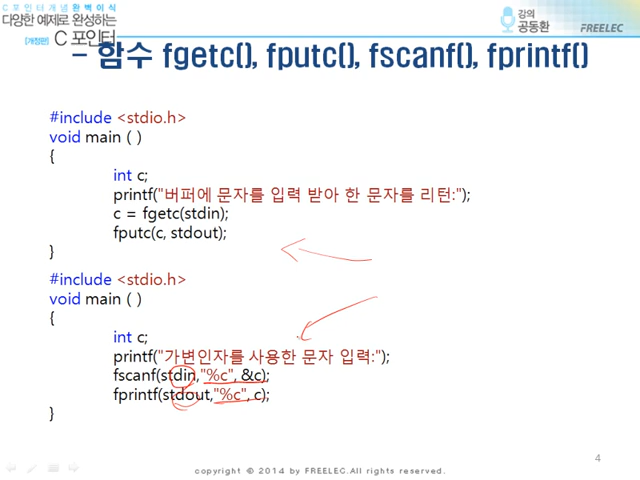 C 포인터개념 완벽이식
다양한 예제로 완성하는
[개정판] C 포인터
강의
공동환
FREELEC
- 함수 fgetc(), fputc(), fscanf(), fprintf()
#include <stdio.h>
void main ( )
{
int c;
printf("버퍼에 문자를 입력 받아 한 문자를 리턴:");
c = fgetc(stdin);
fputc(c, stdout);
}
#include <stdio.h>
void main ( )
{
int c;
printf("가변인자를 사용한 문자 입력:");
fscanf(stdin,"%c", &c);
fprintf(stdout,"%c", c);
}
4
copyright © 2014 by FREELEC.All rights reserved.